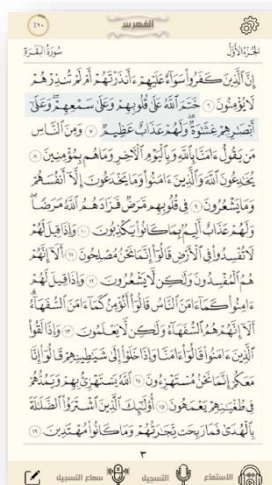 الفهرس
الجزء الأول
سورة البقرة
إِنَّ ٱلَّذِينَ كَفَرُوا۟ سَوَآءٌ عَلَيْهِمْ ءَأَنذَرْتَهُمْ أَمْ لَمْ تُنذِرْهُمْ
لَا يُؤْمِنُونَ ٦ خَتَمَ ٱللَّهُ عَلَىٰ قُلُوبِهِمْ وَعَلَىٰ سَمْعِهِمْ ۖ وَعَلَىٰٓ
أَبْصَٰرِهِمْ غِشَٰوَةٌ ۖ وَلَهُمْ عَذَابٌ عَظِيمٌ ٧ وَمِنَ ٱلنَّاسِ
مَن يَقُولُ ءَامَنَّا بِٱللَّهِ وَبِٱلْيَوْمِ ٱلْءَاخِرِ وَمَا هُم بِمُؤْمِنِينَ ٨
يُخَٰدِعُونَ ٱللَّهَ وَٱلَّذِينَ ءَامَنُوا۟ وَمَا يَخْدَعُونَ إِلَّآ أَنفُسَهُمْ
وَمَا يَشْعُرُونَ ٩ فِى قُلُوبِهِم مَّرَضٌ فَزَادَهُمُ ٱللَّهُ مَرَضًا ۖ
وَلَهُمْ عَذَابٌ أَلِيمٌۢ بِمَا كَانُوا۟ يَكْذِبُونَ ١٠ وَإِذَا قِيلَ لَهُمْ
لَا تُفْسِدُوا۟ فِى ٱلْأَرْضِ قَالُوٓا۟ إِنَّمَا نَحْنُ مُصْلِحُونَ ١١ أَلَآ إِنَّهُمْ
هُمُ ٱلْمُفْسِدُونَ وَلَٰكِن لَّا يَشْعُرُونَ ١٢ وَإِذَا قِيلَ لَهُمْ
ءَامِنُوا۟ كَمَآ ءَامَنَ ٱلنَّاسُ قَالُوٓا۟ أَنُؤْمِنُ كَمَآ ءَامَنَ ٱلسُّفَهَآءُ ۗ
أَلَآ إِنَّهُمْ هُمُ ٱلسُّفَهَآءُ وَلَٰكِن لَّا يَعْلَمُونَ ١٣ وَإِذَا لَقُوا۟
ٱلَّذِينَ ءَامَنُوا۟ قَالُوٓا۟ ءَامَنَّا وَإِذَا خَلَوْا۟ إِلَىٰ شَيَٰطِينِهِمْ قَالُوٓا۟ إِنَّا
مَعَكُمْ إِنَّمَا نَحْنُ مُسْتَهْزِءُونَ ١٤ ٱللَّهُ يَسْتَهْزِئُ بِهِمْ وَيَمُدُّهُمْ
فِى طُغْيَٰنِهِمْ يَعْمَهُونَ ١٥ أُو۟لَٰٓئِكَ ٱلَّذِينَ ٱشْتَرَوُا۟ ٱلضَّلَٰلَةَ
بِٱلْهُدَىٰ فَمَا رَبِحَت تِّجَٰرَتُهُمْ وَمَا كَانُوا۟ مُهْتَدِينَ ١٦
٣
الاستماع
التسجيل
سماع التسجيل